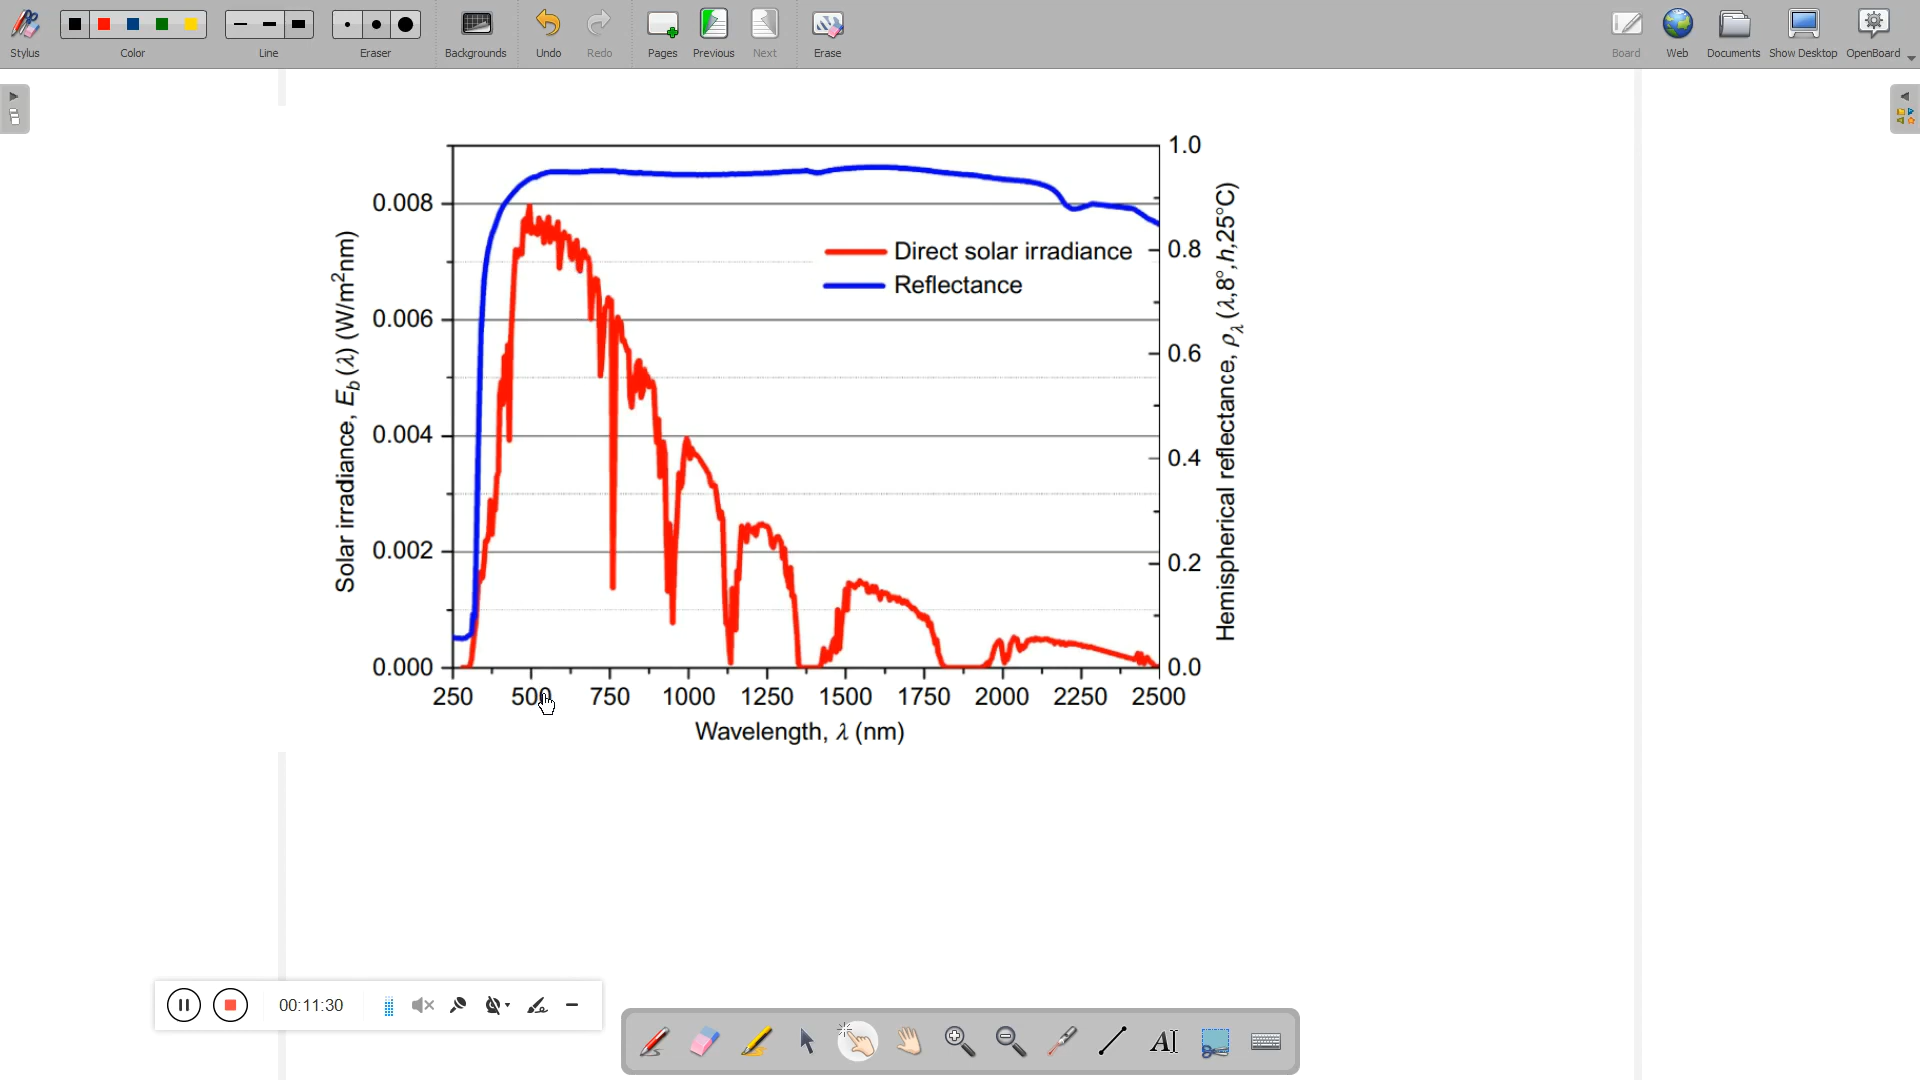 Stylus
Color
Line
Eraser
Backgrounds
Undo
Redo
Pages
Previous
Next
Erase
Board
Web
Documents
Show Desktop
OpenBoard
Solar irradiance, E_b (λ) (W/m²nm)
0.008
0.006
0.004
0.002
0.000
Direct solar irradiance
Reflectance
1.0
0.8
0.6
0.4
0.2
0.0
Hemispherical reflectance, ρ_λ (λ,8°,h,25°C)
250 500 750 1000 1250 1500 1750 2000 2250 2500
Wavelength, λ (nm)
00:11:30
A